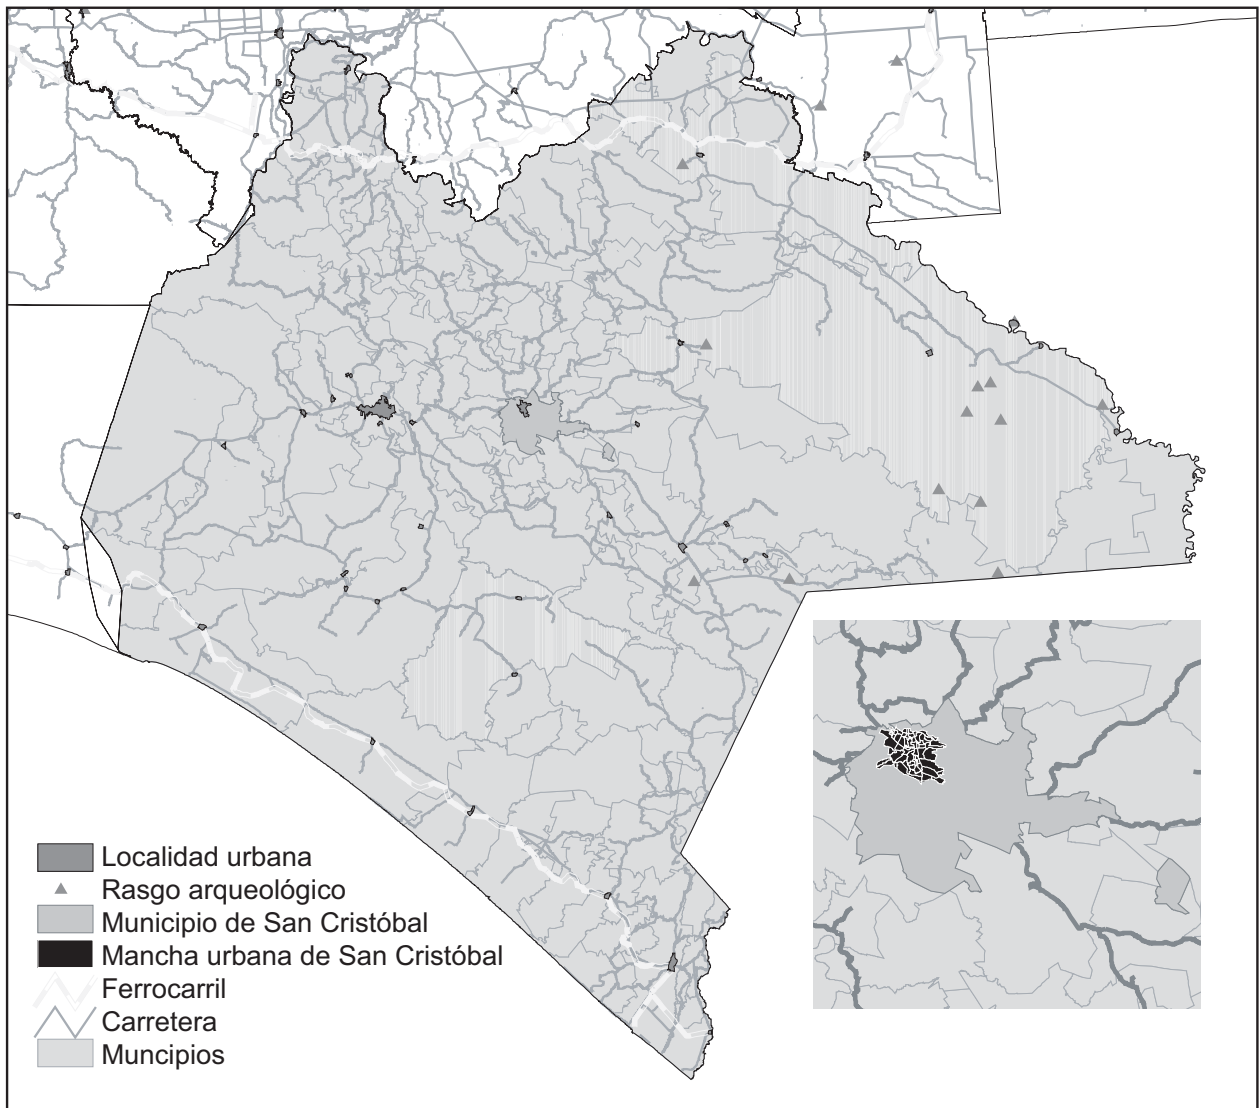 Localidad urbana
Rasgo arqueológico
Municipio de San Cristóbal
Mancha urbana de San Cristóbal
Ferrocarril
Carretera
Muncipios